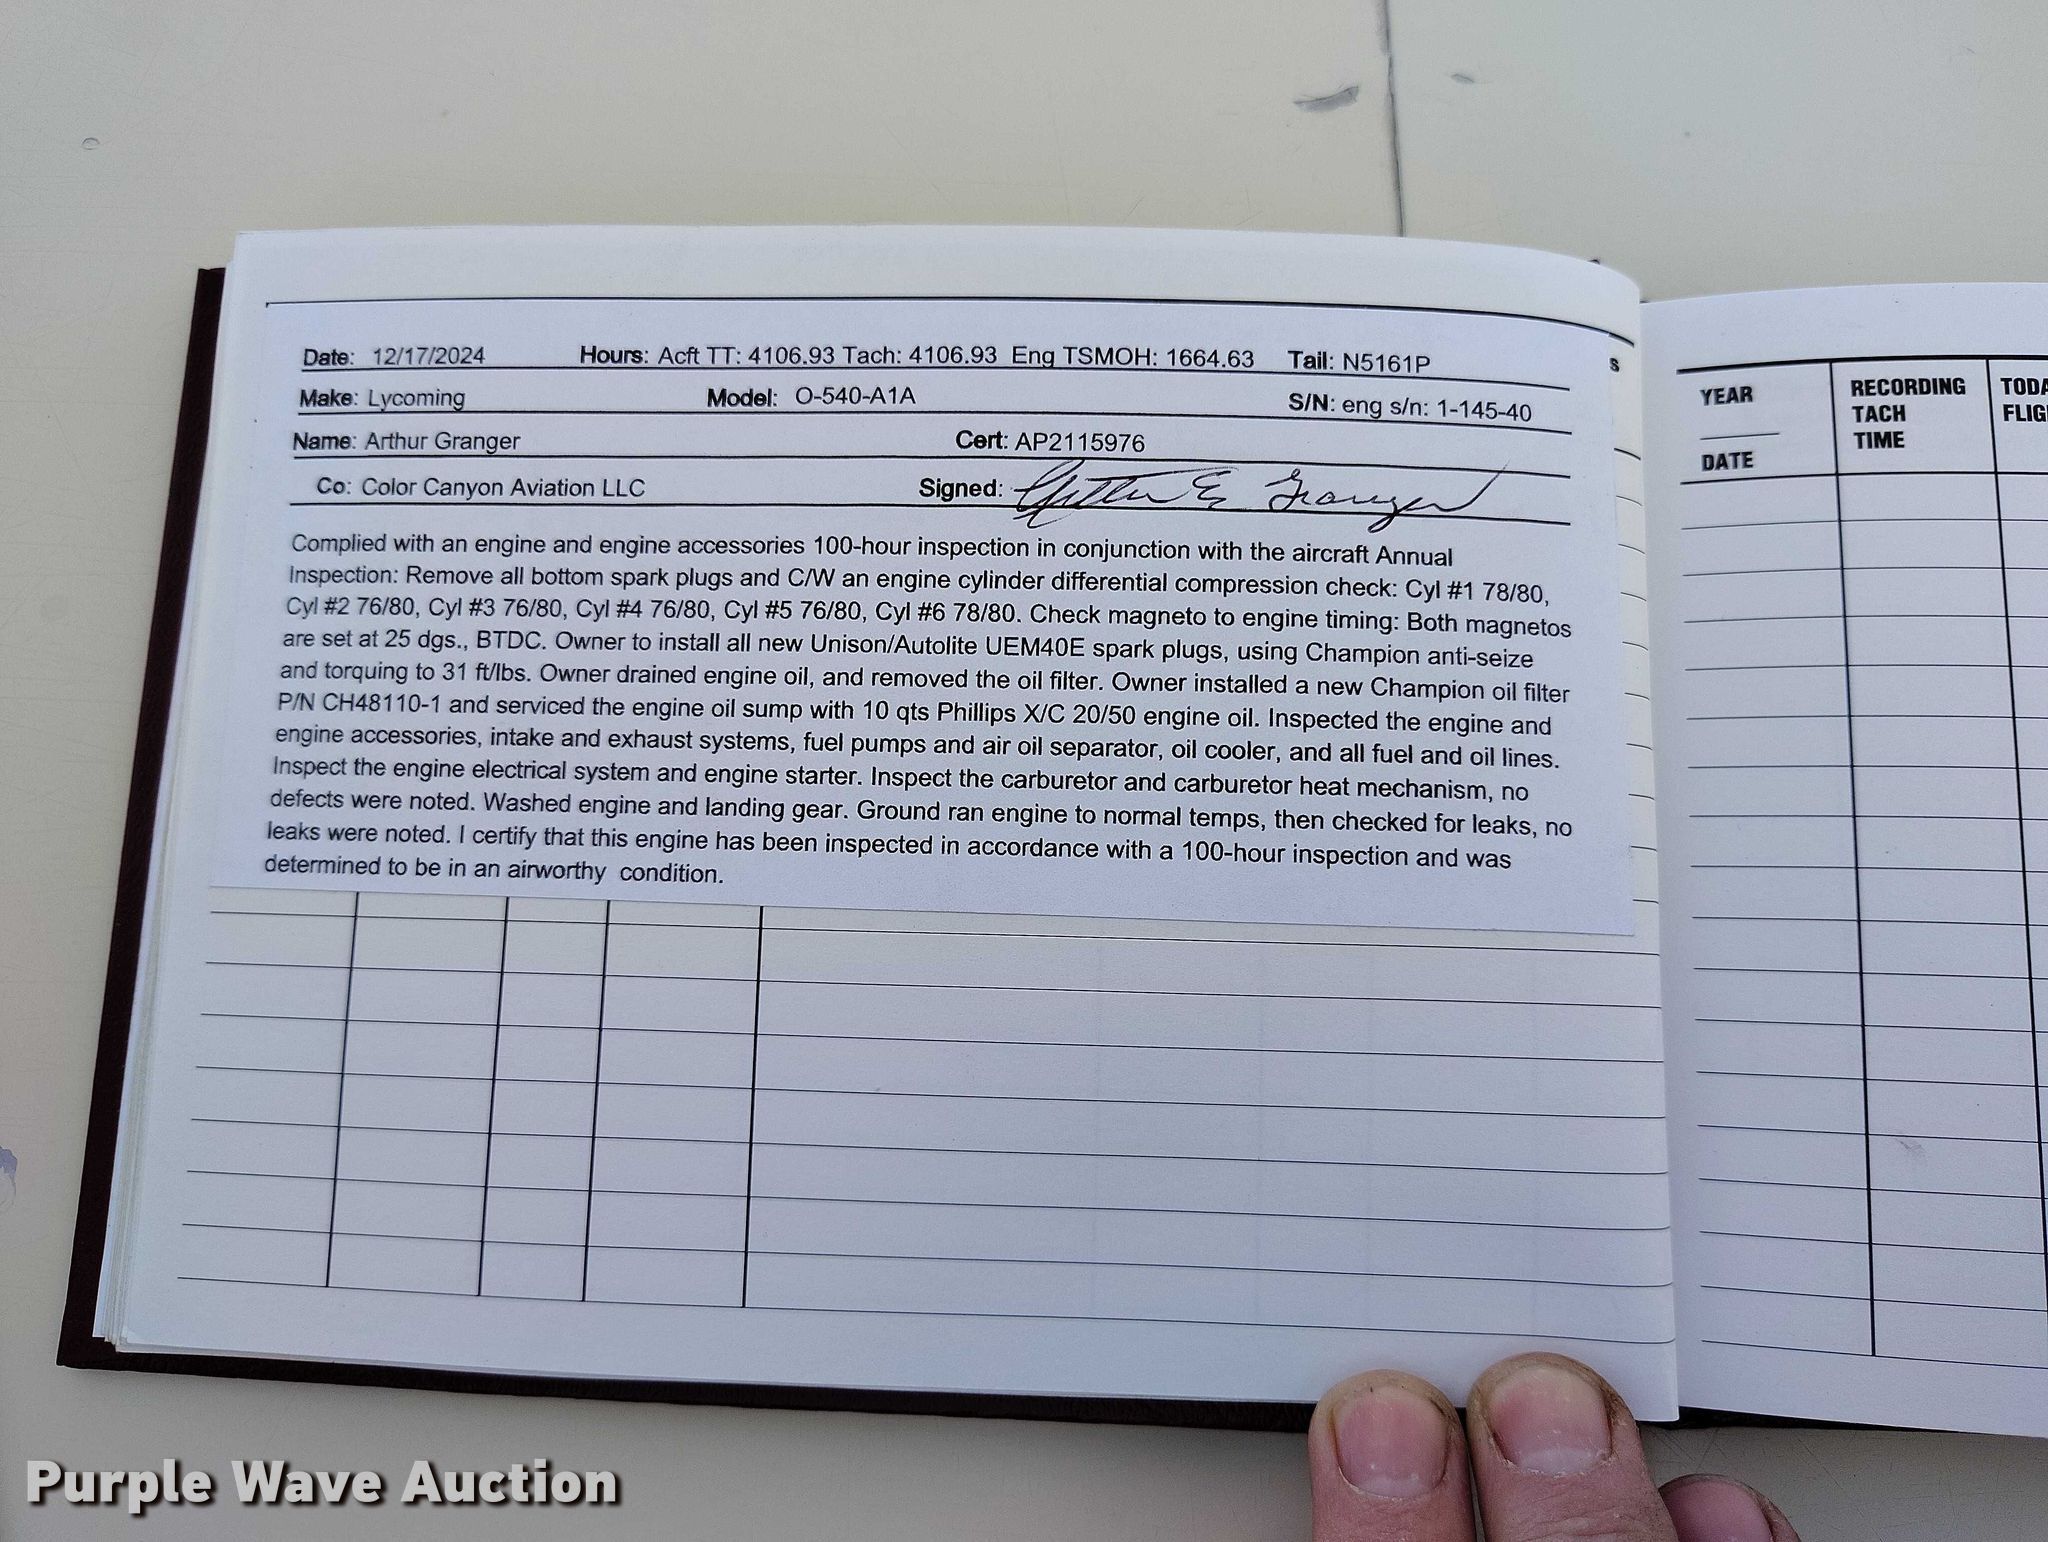 Date: 12/17/2024 Hours: Acft TT: 4106.93 Tach: 4106.93 Eng TSMOH: 1664.63 Tail: N5161P
Make: Lycoming Model: O-540-A1A S/N: eng s/n: 1-145-40
Name: Arthur Granger Cert: AP2115976
Co: Color Canyon Aviation LLC Signed: Arthur E Granger
Complied with an engine and engine accessories 100-hour inspection in conjunction with the aircraft Annual
Inspection: Remove all bottom spark plugs and C/W an engine cylinder differential compression check: Cyl #1 78/80,
Cyl #2 76/80, Cyl #3 76/80, Cyl #4 76/80, Cyl #5 76/80, Cyl #6 78/80. Check magneto to engine timing: Both magnetos
are set at 25 dgs., BTDC. Owner to install all new Unison/Autolite UEM40E spark plugs, using Champion anti-seize
and torquing to 31 ft/lbs. Owner drained engine oil, and removed the oil filter. Owner installed a new Champion oil filter
P/N CH48110-1 and serviced the engine oil sump with 10 qts Phillips X/C 20/50 engine oil. Inspected the engine and
engine accessories, intake and exhaust systems, fuel pumps and air oil separator, oil cooler, and all fuel and oil lines.
Inspect the engine electrical system and engine starter. Inspect the carburetor and carburetor heat mechanism, no
defects were noted. Washed engine and landing gear. Ground ran engine to normal temps, then checked for leaks, no
leaks were noted. I certify that this engine has been inspected in accordance with a 100-hour inspection and was
determined to be in an airworthy condition.
s
YEAR
DATE
RECORDING
TACH
TIME
TODA
FLIG
Purple Wave Auction